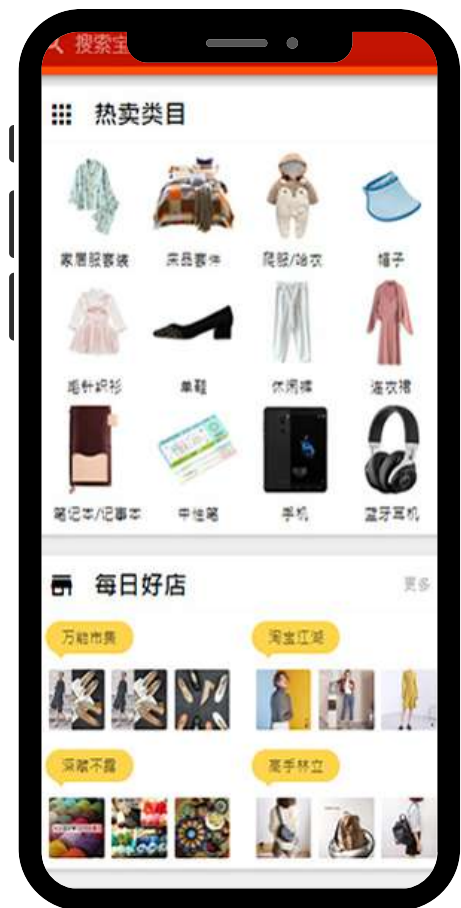 搜索宝
热卖类目
家居服套装 床品套件 爬服/哈衣 帽子
毛针织衫 单鞋 休闲裤 连衣裙
笔记本/记事本 中性笔 手机 蓝牙耳机
每日好店 更多
万能市集 淘宝江湖
深藏不露 高手林立